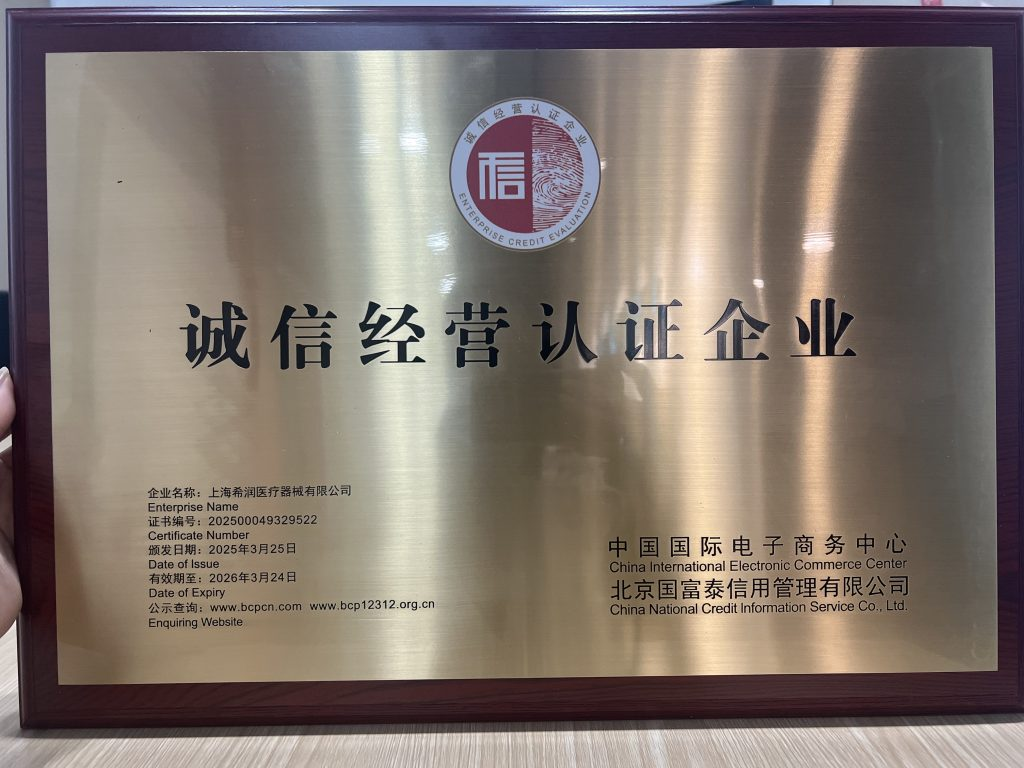 诚信经营认证企业
信
ENTERPRISE CREDIT EVALUATION
诚信经营认证企业
企业名称：上海希润医疗器械有限公司
Enterprise Name
证书编号：202500049329522
Certificate Number
颁发日期：2025年3月25日
Date of Issue
有效期至：2026年3月24日
Date of Expiry
公示查询：www.bcpcn.com www.bcp12312.org.cn
Enquiring Website
中国国际电子商务中心
China International Electronic Commerce Center
北京国富泰信用管理有限公司
China National Credit Information Service Co., Ltd.